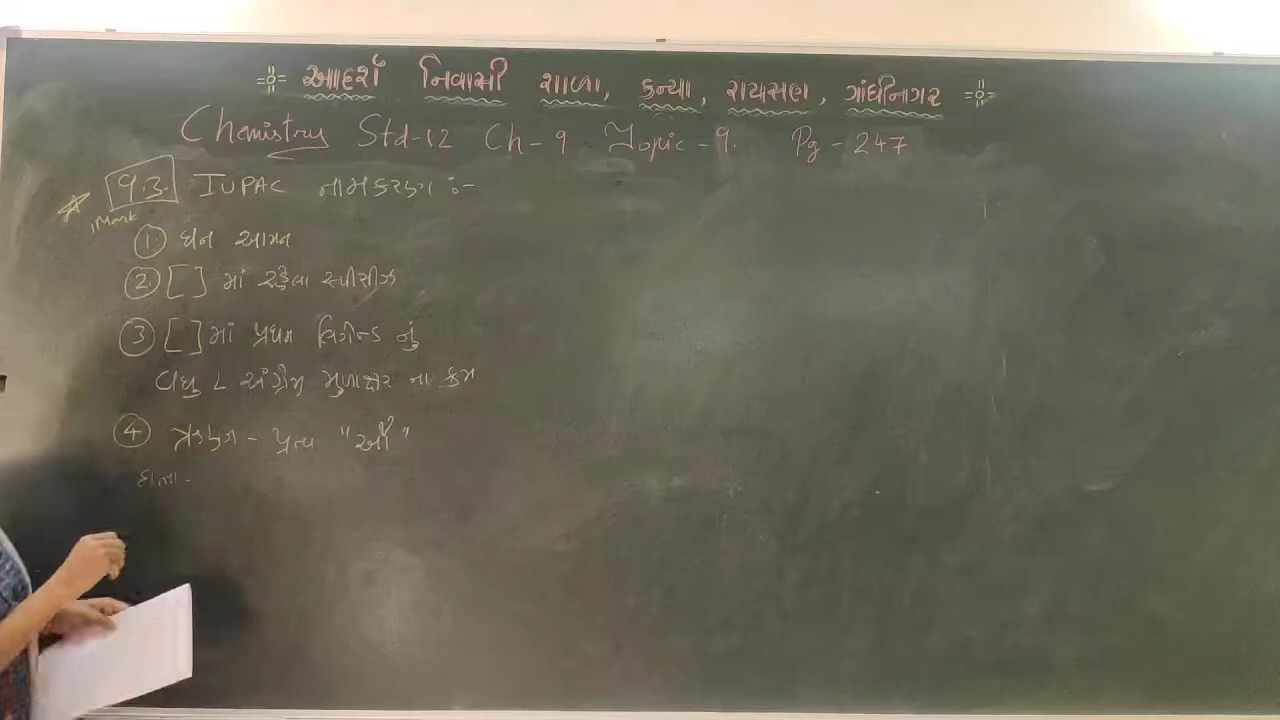 આદર્શ નિવાસી શાળા, કન્યા, રાયસણ, ગાંધીનગર
Chemistry Std-12 Ch-9 Topic-9. Pg-247
9.3. IUPAC નામકરણ :-
1 Mark
① ધન આયન
② [ ] માં રહેલા સ્પીસીઝ
③ [ ] માં પ્રથમ લિગેન્ડ નું
અંગ્રેજી મુળાક્ષર ના ક્રમ
④ ઋણ - પ્રત્યય "ઓ"